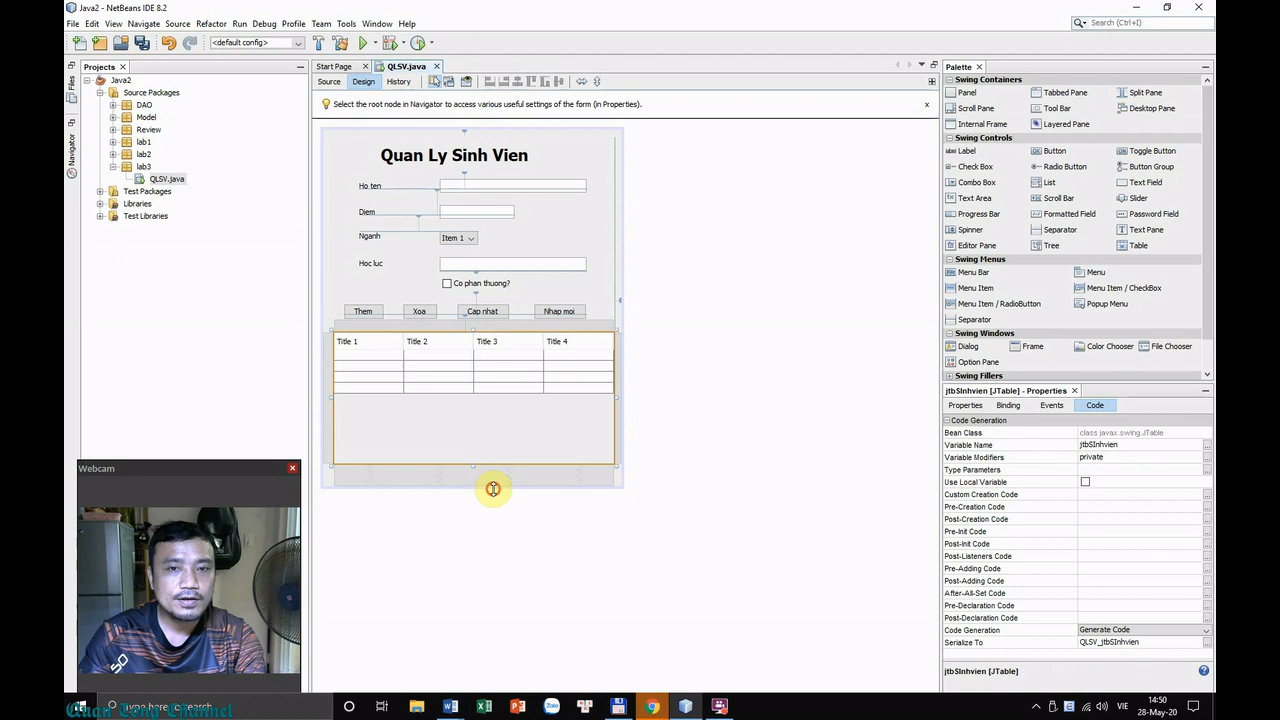 Java2 - NetBeans IDE 8.2
File Edit View Navigate Source Refactor Run Debug Profile Team Tools Window Help
Search (Ctrl+I)
<default config>
Projects
Start Page
QLSV.java
Palette
Files
Navigator
Java2
Source Packages
DAO
Model
Review
lab1
lab2
lab3
QLSV.java
Test Packages
Libraries
Test Libraries
Source Design History
Select the root node in Navigator to access various useful settings of the form (in Properties).
Quan Ly Sinh Vien
Ho ten
Diem
Nganh
Item 1
Hoc luc
Co phan thuong?
Them Xoa Cap nhat Nhap moi
Title 1 Title 2 Title 3 Title 4
Swing Containers
Panel Tabbed Pane Split Pane
Scroll Pane Tool Bar Desktop Pane
Internal Frame Layered Pane
Swing Controls
Label Button Toggle Button
Check Box Radio Button Button Group
Combo Box List Text Field
Text Area Scroll Bar Slider
Progress Bar Formatted Field Password Field
Spinner Separator Text Pane
Editor Pane Tree Table
Swing Menus
Menu Bar Menu
Menu Item Menu Item / CheckBox
Menu Item / RadioButton Popup Menu
Separator
Swing Windows
Dialog Frame Color Chooser File Chooser
Option Pane
Swing Fillers
jtbSInhvien [JTable] - Properties
Properties Binding Events Code
Code Generation
Bean Class class javax.swing.JTable
Variable Name jtbSInhvien
Variable Modifiers private
Type Parameters
Use Local Variable
Custom Creation Code
Pre-Creation Code
Post-Creation Code
Pre-Init Code
Post-Init Code
Post-Listeners Code
Pre-Adding Code
Post-Adding Code
After-All-Set Code
Pre-Declaration Code
Post-Declaration Code
Code Generation Generate Code
Serialize To QLSV_jtbSInhvien
jtbSInhvien [JTable]
Webcam
Type here to search
Quan Tong Channel
VIE
14:50
28-May-20